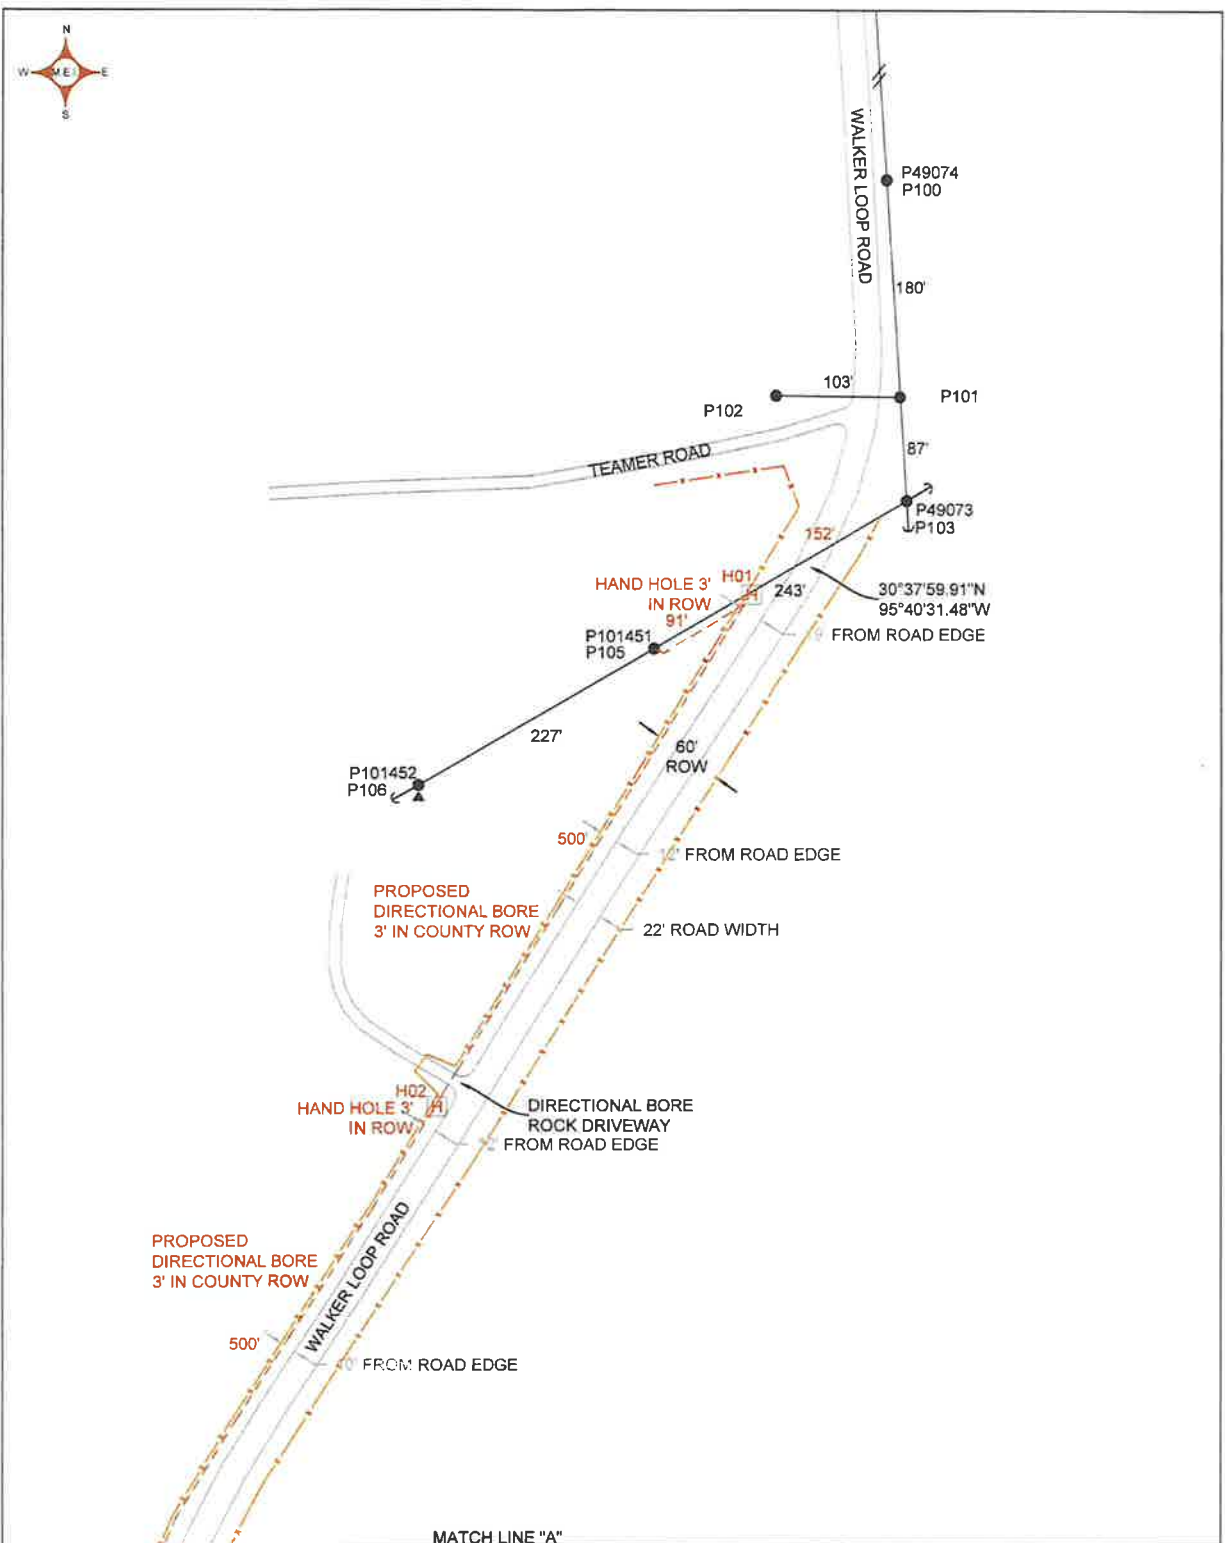 N
W MEI E
S
WALKER LOOP ROAD
P49074
P100
180'
103'
P102
P101
87'
TEAMER ROAD
P49073
P103
152'
H01
HAND HOLE 3'
IN ROW
H
243'
30°37'59.91"N
95°40'31.48"W
91'
9' FROM ROAD EDGE
P101451
P105
227'
60'
ROW
P101452
P106
500'
12' FROM ROAD EDGE
PROPOSED
DIRECTIONAL BORE
3' IN COUNTY ROW
22' ROAD WIDTH
H02
HAND HOLE 3'
IN ROW
H
DIRECTIONAL BORE
ROCK DRIVEWAY
FROM ROAD EDGE
PROPOSED
DIRECTIONAL BORE
3' IN COUNTY ROW
WALKER LOOP ROAD
500'
10' FROM ROAD EDGE
MATCH LINE "A"